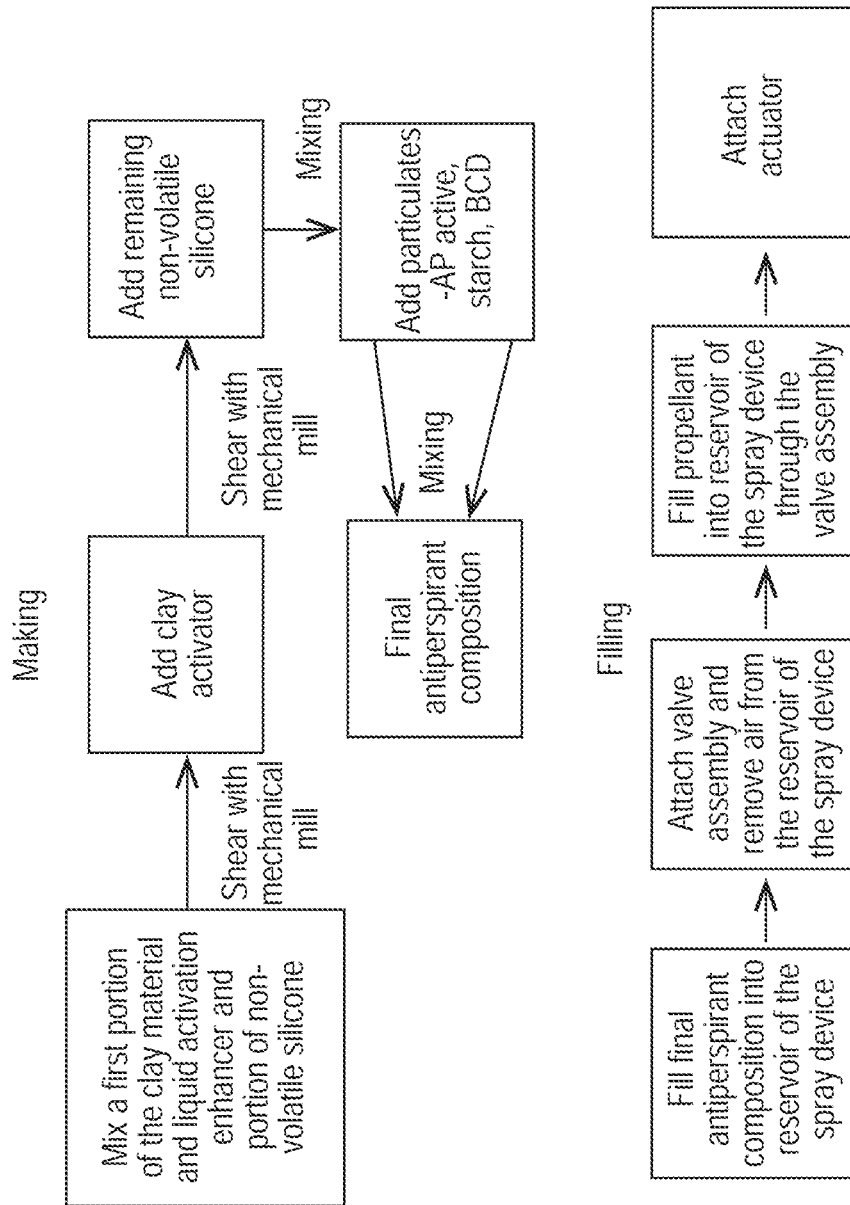 Making
Mix a first portion
of the clay material
and liquid activation
enhancer and
portion of non-
volatile silicone
Shear with
mechanical
mill
Add clay
activator
Shear with
mechanical
mill
Add remaining
non-volatile
silicone
Mixing
Add particulates
-AP active,
starch, BCD
Mixing
Final
antiperspirant
composition
Filling
Fill final
antiperspirant
composition into
reservoir of the
spray device
Attach valve
assembly and
remove air from
the reservoir of
the spray device
Fill propellant
into reservoir of
the spray device
through the
valve assembly
Attach
actuator